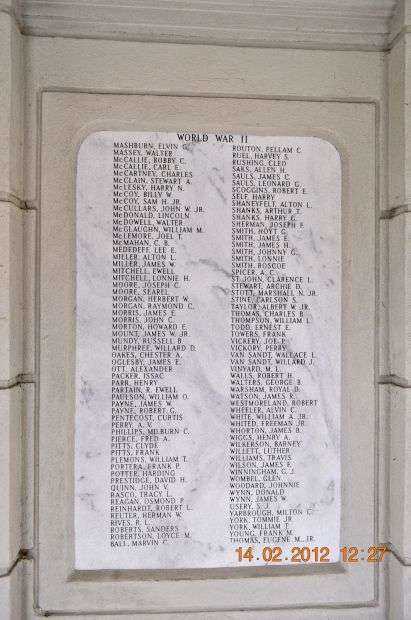 WORLD WAR II
MASHBURN, ELVIN G.
MASSEY, WALTER
McCALLIE, BOBBY C.
McCALLIE, CARL E.
McCARTNEY, CHARLES
McCLAIN, STEWART A.
McLESKY, HARRY N.
McCOY, BILLY W.
McCOY, SAM H. JR.
McCULLARS, JOHN W. JR.
McDONALD, LINCOLN
McDOWELL, WALTER
McGLAUGHN, WILLIAM M.
McLEMORE, JOEL T.
McMAHAN, C. B.
MEDEDEFF, LEE E.
MILLER, ALTON L.
MILLER, JAMES W.
MITCHELL, EWELL
MITCHELL, LONNIE H.
MOORE, JOSEPH C.
MOORE, SEAREL
MORGAN, HERBERT W.
MORGAN, RAYMOND C.
MORRIS, JAMES E.
MORRIS, JOHN C.
MORTON, HOWARD E.
MOUNT, JAMES W. JR.
MUNDY, RUSSELL B.
MURPHREE, WILLARD D.
OAKES, CHESTER A.
OGLESBY, JAMES E.
OTT, ALEXANDER
PACKER, ISSAC
PARR, HENRY
PARTAIN, R. EWELL
PAULSON, WILLIAM O.
PAYNE, JAMES W.
PAYNE, ROBERT G.
PENTECOST, CURTIS
PERRY, A. V.
PHILLIPS, MILBURN C.
PIERCE, FRED A.
PITTS, CLYDE
PITTS, FRANK
PLEMONS, WILLIAM T.
PORTERA, FRANK P.
POTTER, HARDING
PRESTIDGE, DAVID H.
QUINN, JOHN V.
RASCO, TRACY L.
REAGAN, OSMOND P.
REINHARDT, ROBERT L.
REUTER, HERMAN W.
RIVES, R. L.
ROBERTS, SANDERS
ROBERTSON, LOYCE M.
BALL, MARVIN C.
ROUTON, FELLAM C.
RUEL, HARVEY S.
RUSHING, CLED
SAKS, ALLEN H.
SAULS, JAMES C.
SAULS, LEONARD G.
SCOGGINS, ROBERT E.
SELF, HARRY
SHANEYFELT, ALTON L.
SHANKS, ARTHUR T.
SHANKS, HARRY G.
SHERMAN, JOSEPH F.
SMITH, HOYT G.
SMITH, JAMES E.
SMITH, JAMES H.
SMITH, JOHNNY G.
SMITH, LONNIE
SMITH, ROSCOE
SPICER, A. C.
ST. JOHN, CLARENCE L.
STEWART, ARCHIE D.
STOTT, MARSHALL N. JR.
STINE, CARLSON S.
TAYLOR, ALBERT W. JR.
THOMAS, CHARLES B.
THOMPSON, WILLIAM L.
TODD, ERNEST E.
TOWERS, FRANK
VICKERY, JOE P.
VICKORY, PERRY
VAN SANDT, WALLACE L.
VAN SANDT, WILLARD J.
VINYARD, M. L.
WALLS, ROBERT H.
WALTERS, GEORGE B.
WARSHAM, ROYAL D.
WATSON, JAMES R.
WESTMORELAND, ROBERT
WHEELER, ALVIN C.
WHITE, WILLIAM A. JR.
WHITED, FREEMAN JR.
WHORTON, JAMES B.
WIGGS, HENRY A.
WILKERSON, BARNEY
WILLETT, LUTHER
WILLIAMS, TRAVIS
WILSON, JAMES F.
WINNINGHAM, G. J.
WOMBEL, GLEN
WOODARD, JOHNNIE
WYNN, DONALD
WYNN, JAMES W.
USERY, S. J.
YARBROUGH, MILTON C.
YORK, TOMMIE JR.
YORK, WILLIAM T.
YOUNG, FRANK M.
THOMAS, EUGENE M., JR.
14.02.2012 12:27